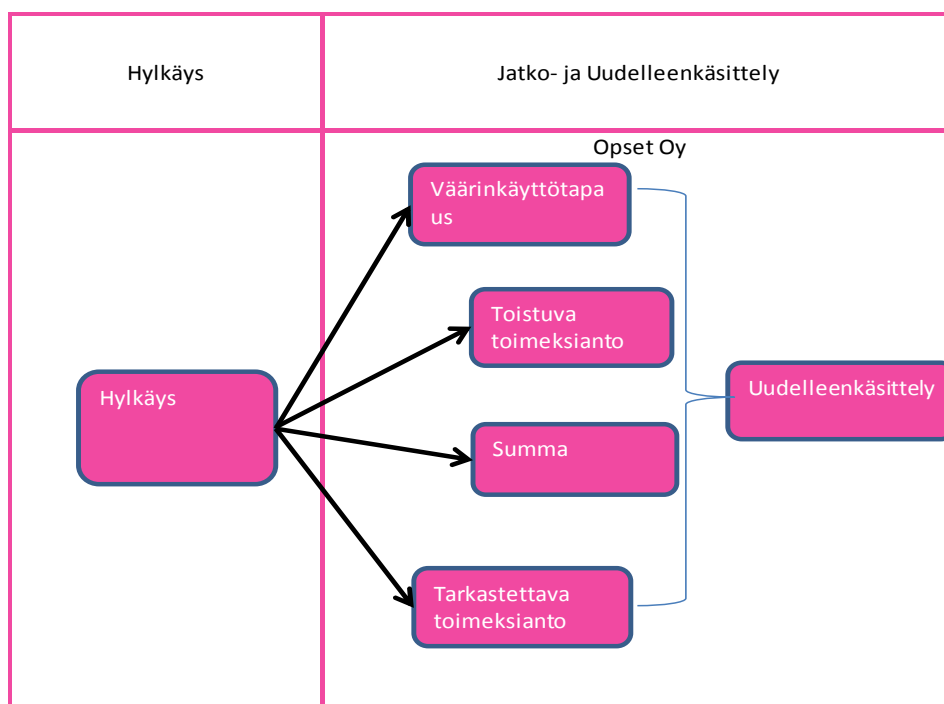 Hylkäys
Jatko- ja Uudelleenkäsittely
Opset Oy
Väärinkäyttötapa
us
Toistuva
toimeksianto
Hylkäys
Uudelleenkäsittely
Summa
Tarkastettava
toimeksianto